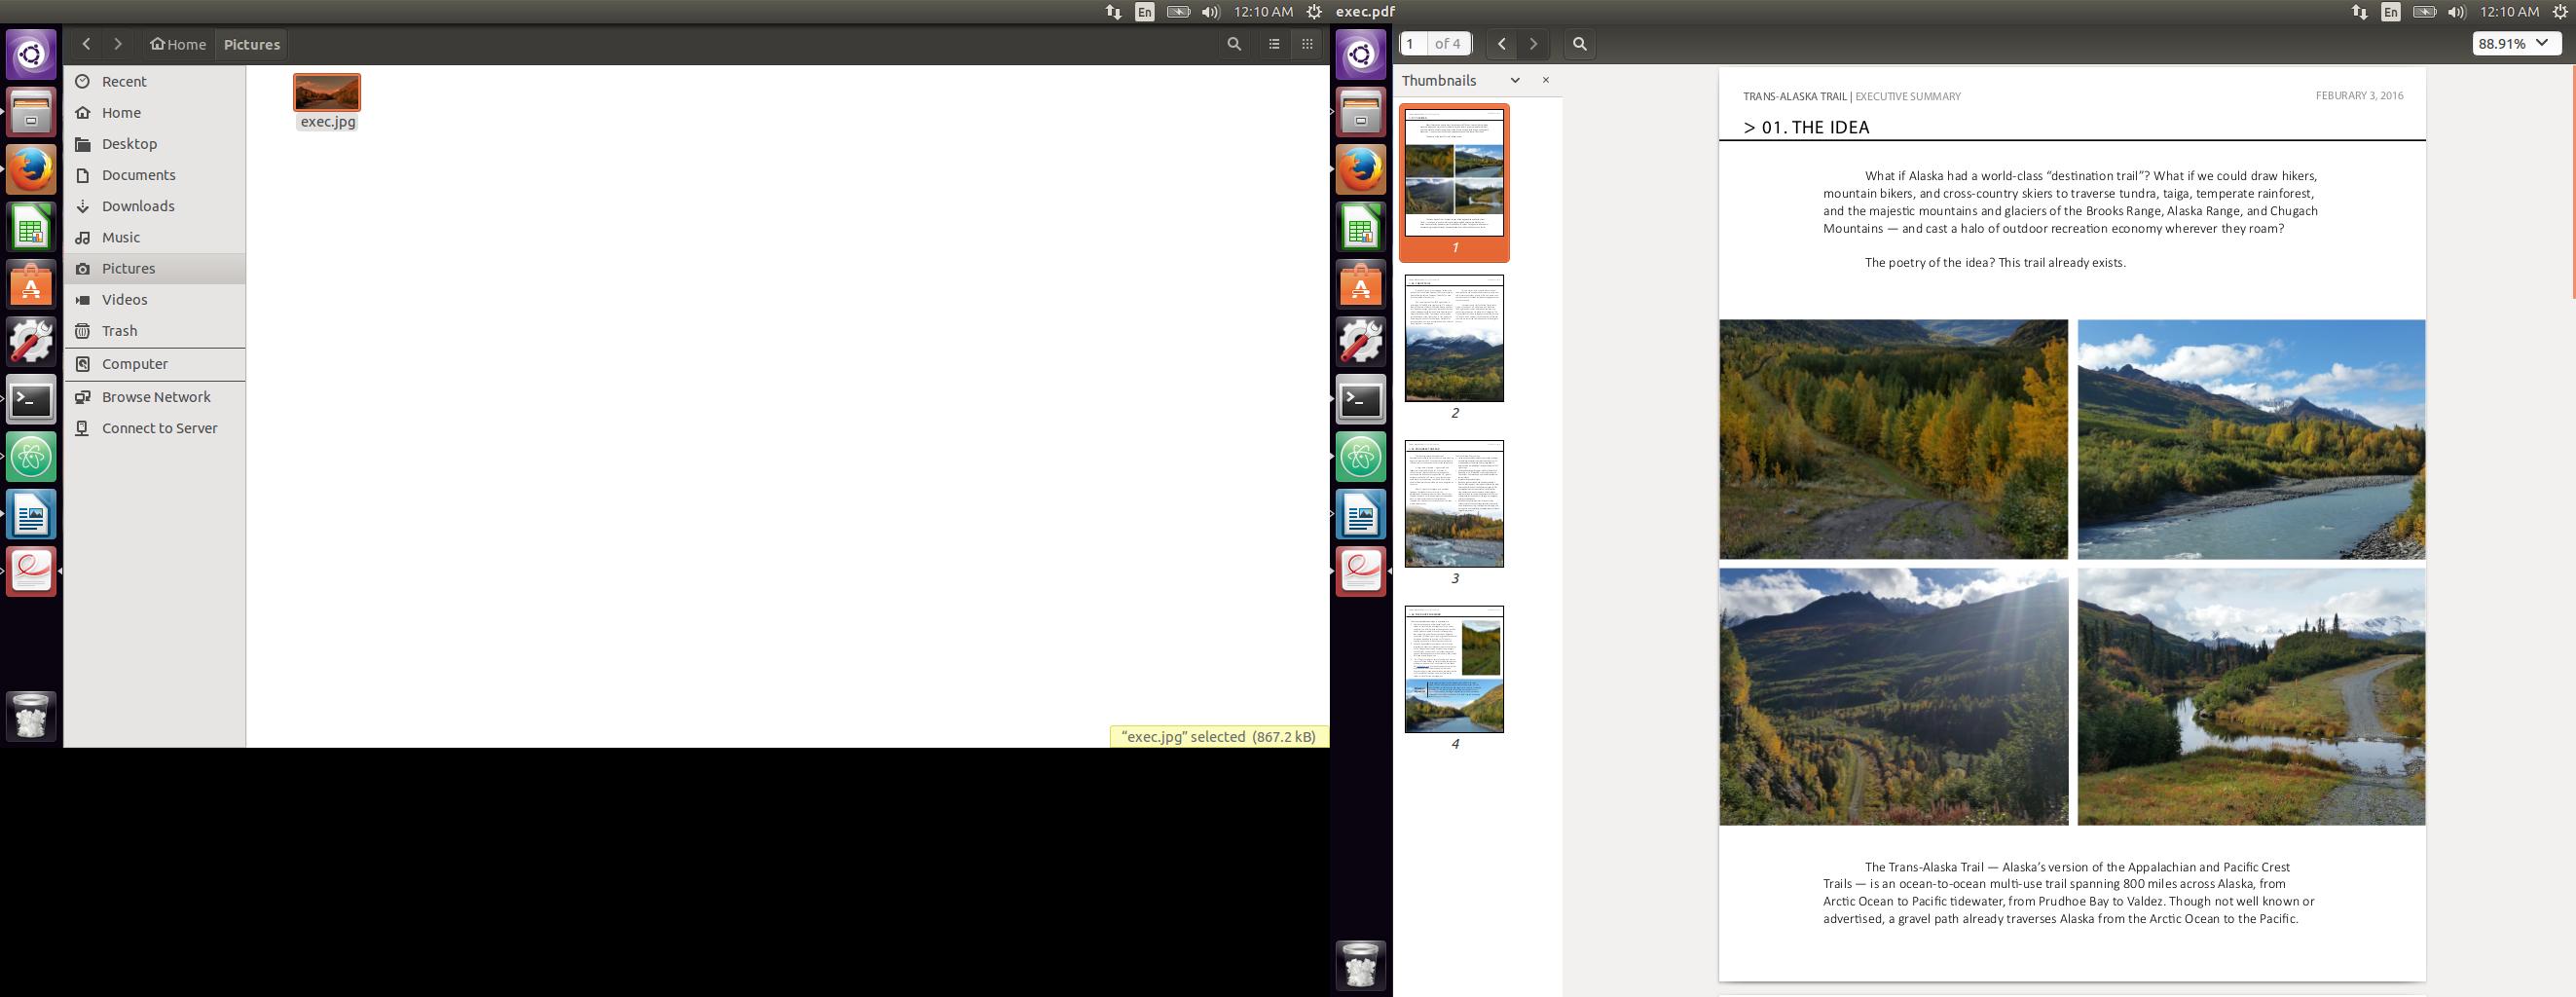 En
12:10 AM
exec.pdf
En
12:10 AM
Home
Pictures
1
of 4
88.91%
Recent
Home
Desktop
Documents
Downloads
Music
Pictures
Videos
Trash
Computer
Browse Network
Connect to Server
exec.jpg
“exec.jpg” selected (867.2 kB)
Thumbnails
1
2
3
4
TRANS-ALASKA TRAIL | EXECUTIVE SUMMARY
FEBURARY 3, 2016
> 01. THE IDEA
What if Alaska had a world-class “destination trail”? What if we could draw hikers,
mountain bikers, and cross-country skiers to traverse tundra, taiga, temperate rainforest,
and the majestic mountains and glaciers of the Brooks Range, Alaska Range, and Chugach
Mountains — and cast a halo of outdoor recreation economy wherever they roam?
The poetry of the idea? This trail already exists.
The Trans-Alaska Trail — Alaska’s version of the Appalachian and Pacific Crest
Trails — is an ocean-to-ocean multi-use trail spanning 800 miles across Alaska, from
Arctic Ocean to Pacific tidewater, from Prudhoe Bay to Valdez. Though not well known or
advertised, a gravel path already traverses Alaska from the Arctic Ocean to the Pacific.